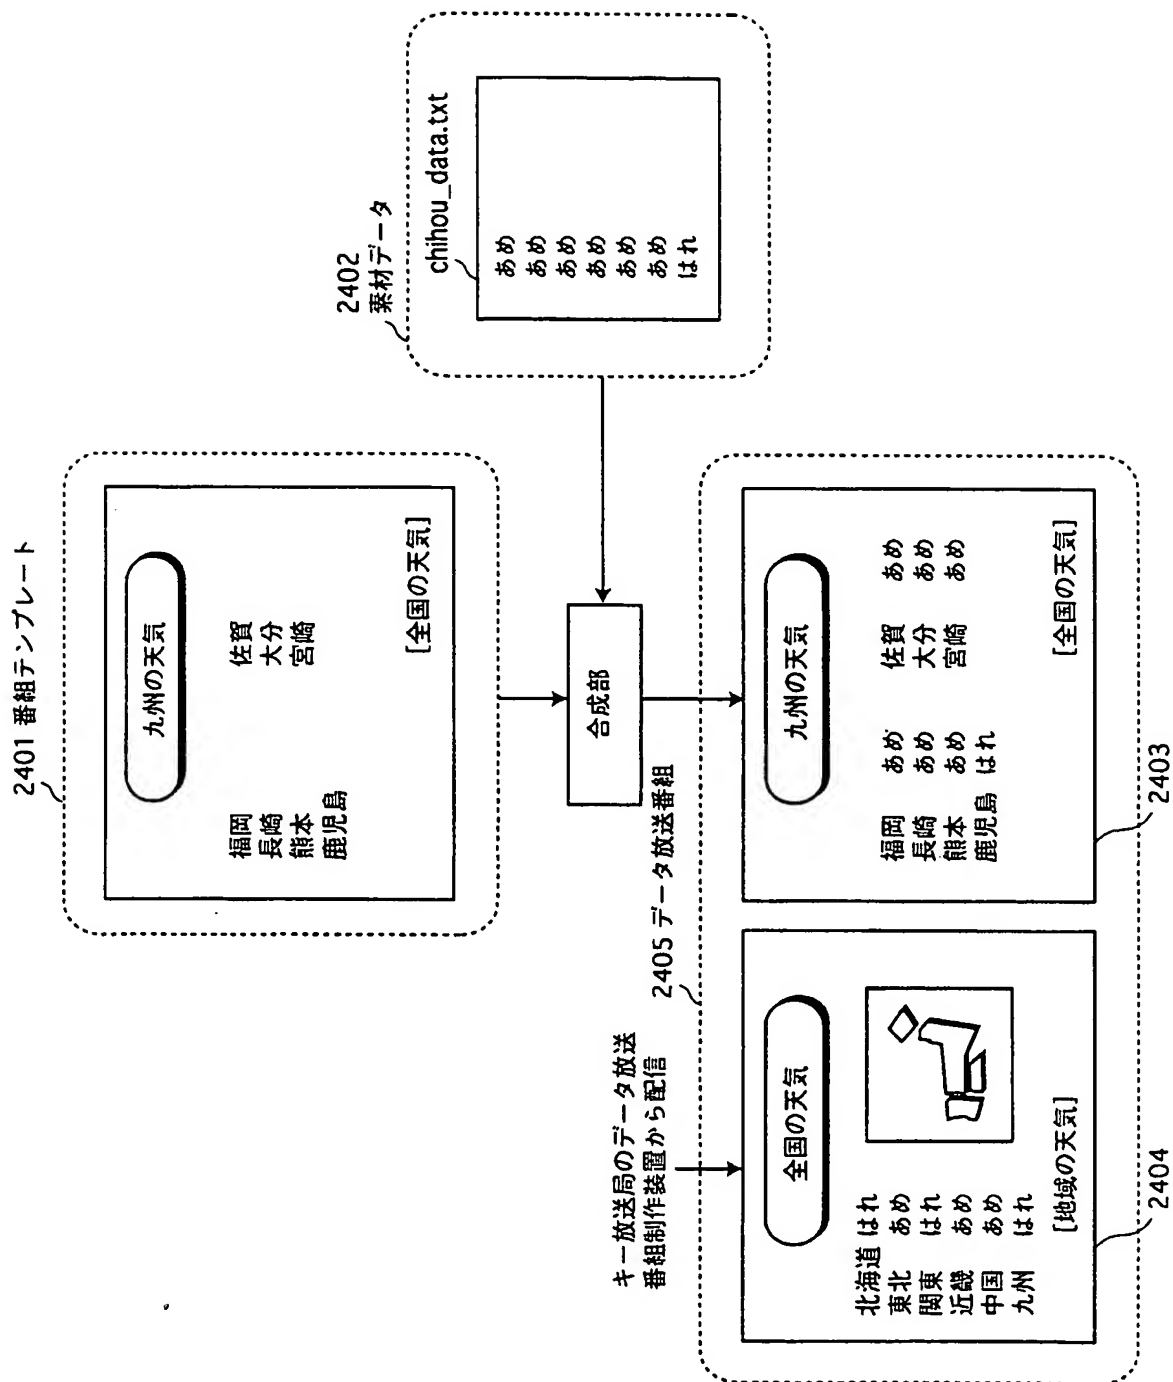 2401 番組テンプレート
九州の天気
福岡 佐賀
長崎 大分
熊本 宮崎
鹿児島
[全国の天気]
2402
素材データ
chihou_data.txt
あめ
あめ
あめ
あめ
あめ
あめ
はれ
合成部
キー放送局のデータ放送
番組制作装置から配信
2405 データ放送番組
全国の天気
北海道 はれ
東北 あめ
関東 はれ
近畿 あめ
中国 あめ
九州 はれ
[地域の天気]
2404
九州の天気
福岡 あめ 佐賀 あめ
長崎 あめ 大分 あめ
熊本 あめ 宮崎 あめ
鹿児島 はれ
[全国の天気]
2403